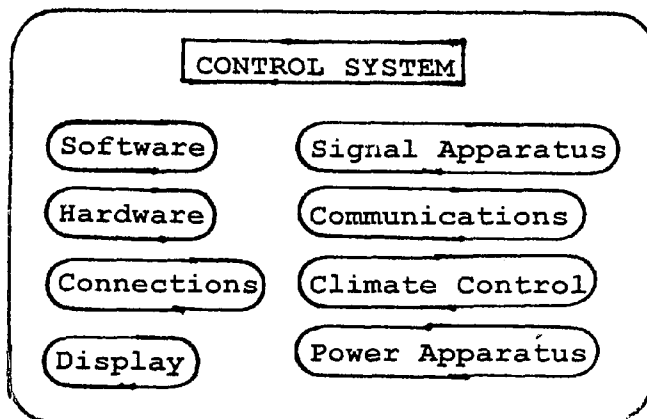 CONTROL SYSTEM
Software
Signal Apparatus
Hardware
Communications
Connections
Climate Control
Display
Power Apparatus